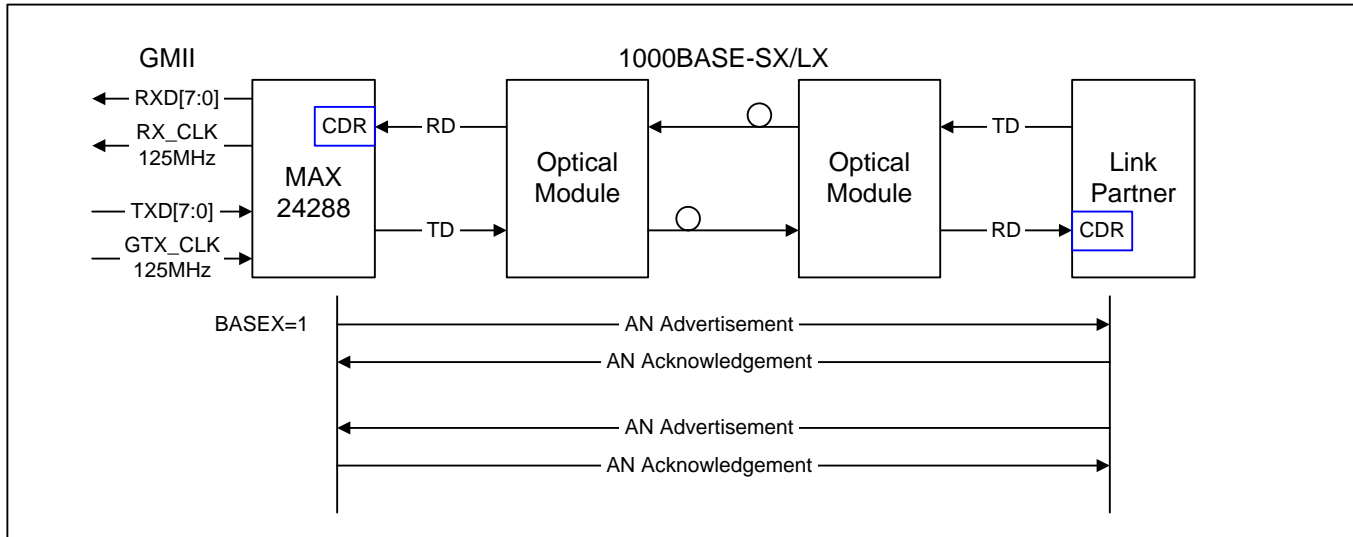 GMII
1000BASE-SX/LX
RXD[7:0]
RX_CLK
125MHz
TXD[7:0]
GTX_CLK
125MHz
CDR
MAX
24288
RD
TD
Optical
Module
Optical
Module
TD
RD
Link
Partner
CDR
BASEX=1
AN Advertisement
AN Acknowledgement
AN Advertisement
AN Acknowledgement